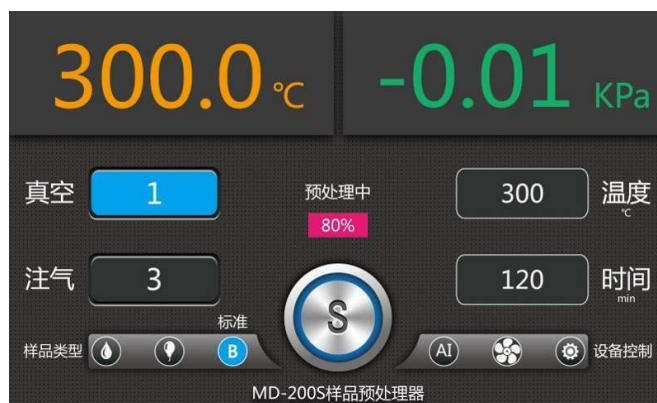 300.0 ℃
-0.01 KPa
真空 1
预处理中
300 温度
℃
80%
注气 3
S
120 时间
min
标准
样品类型 B
AI 设备控制
MD-200S样品预处理器